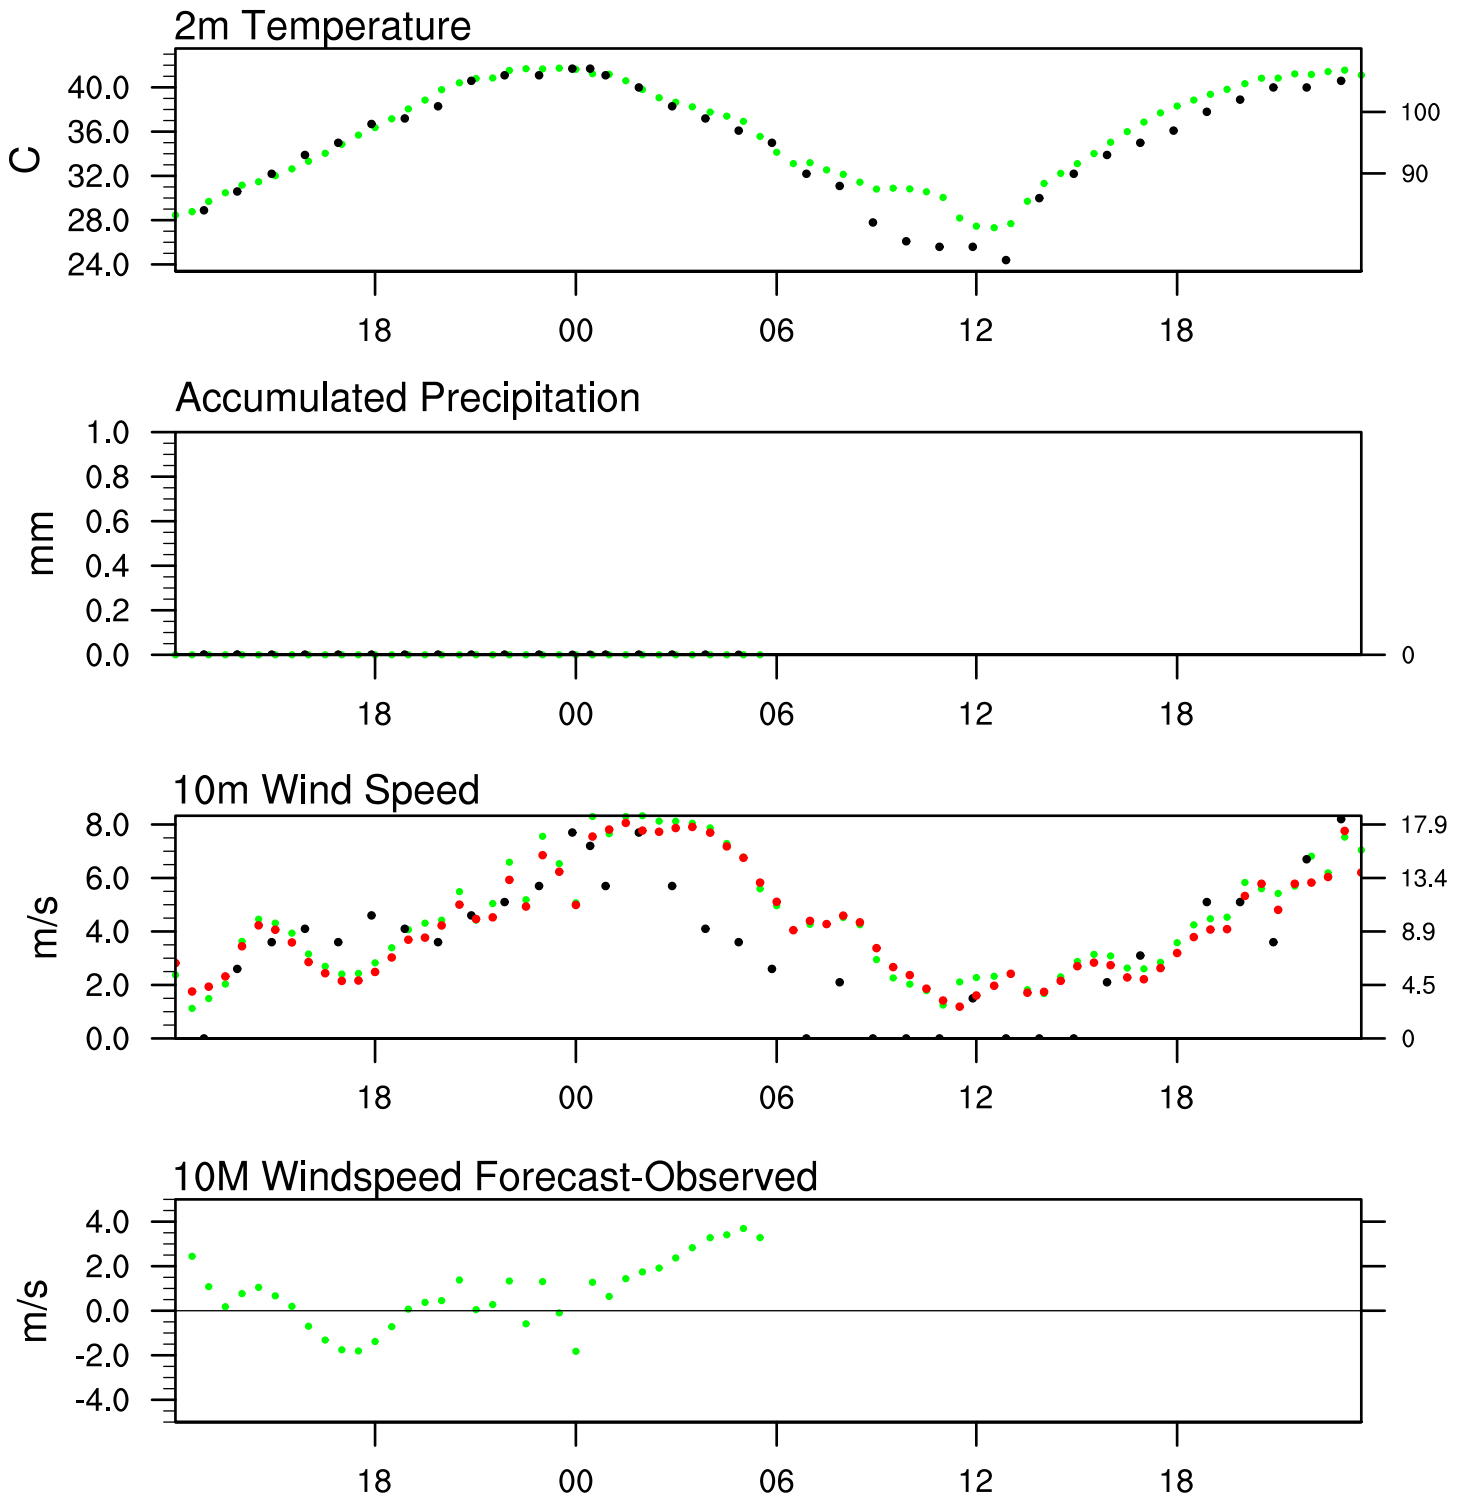 2m Temperature
40.0
36.0
32.0
28.0
24.0
C
100
90
18 00 06 12 18
Accumulated Precipitation
1.0
0.8
0.6
0.4
0.2
0.0
mm
0
18 00 06 12 18
10m Wind Speed
8.0
6.0
4.0
2.0
0.0
m/s
17.9
13.4
8.9
4.5
0
18 00 06 12 18
10M Windspeed Forecast-Observed
4.0
2.0
0.0
-2.0
-4.0
m/s
18 00 06 12 18